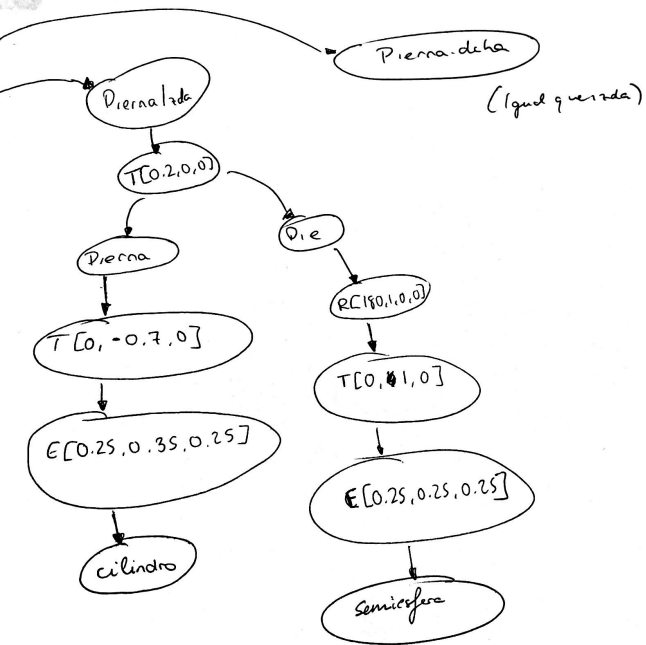 Pierna.dcha
(Igual que izda)
PiernaIzda
T[0.2,0,0]
Pierna
Pie
T[0,-0.7,0]
R[180,1,0,0]
E[0.25,0.35,0.25]
T[0,1,0]
E[0.25,0.25,0.25]
cilindro
Semiesfera